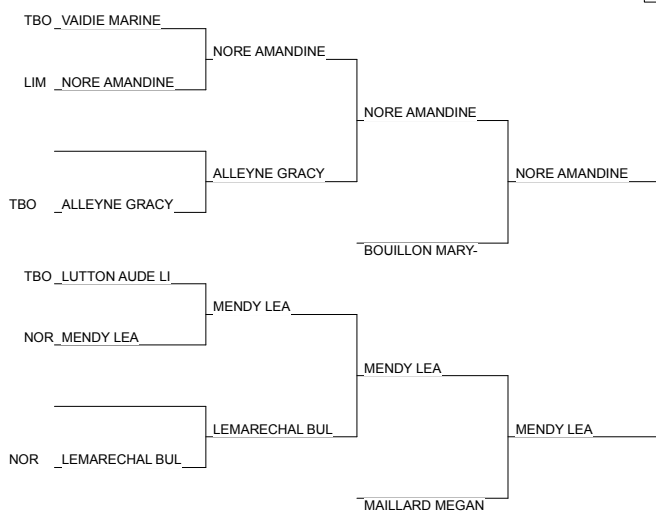 TBO VAIDIE MARINE
NORE AMANDINE
LIM NORE AMANDINE
NORE AMANDINE
ALLEYNE GRACY
NORE AMANDINE
TBO ALLEYNE GRACY
BOUILLON MARY-
TBO LUTTON AUDE LI
MENDY LEA
NOR MENDY LEA
MENDY LEA
LEMARECHAL BUL
MENDY LEA
NOR LEMARECHAL BUL
MAILLARD MEGAN